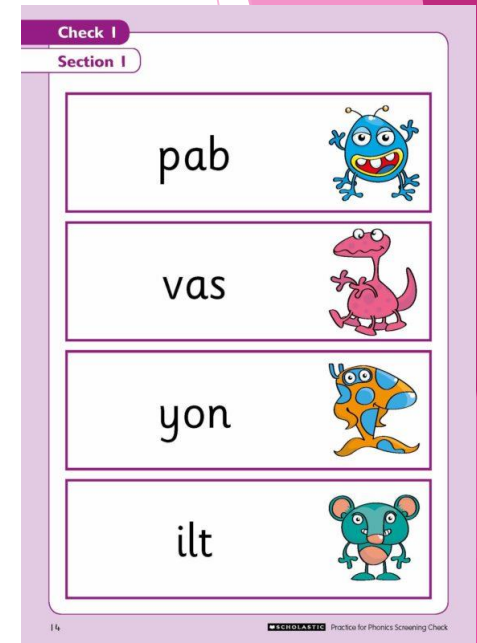 Check 1
Section 1
pab
vas
yon
ilt
14
SCHOLASTIC Practice for Phonics Screening Check